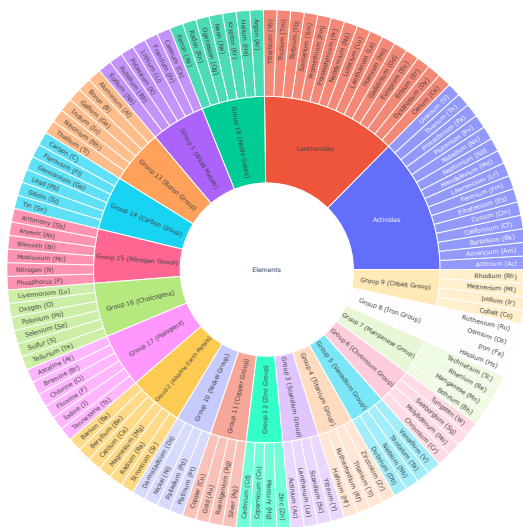 Elements
Lanthanides
Ytterbium (Yb)
Thulium (Tm)
Terbium (Tb)
Samarium (Sm)
Promethium (Pm)
Praseodymium (Pr)
Neodymium (Nd)
Lutetium (Lu)
Lanthanum (La)
Holmium (Ho)
Gadolinium (Gd)
Europium (Eu)
Erbium (Er)
Dysprosium (Dy)
Cerium (Ce)
Actinides
Uranium (U)
Thorium (Th)
Protactinium (Pa)
Plutonium (Pu)
Nobelium (No)
Neptunium (Np)
Mendelevium (Md)
Lawrencium (Lr)
Fermium (Fm)
Einsteinium (Es)
Curium (Cm)
Californium (Cf)
Berkelium (Bk)
Americium (Am)
Actinium (Ac)
Group 9 (Cobalt Group)
Rhodium (Rh)
Meitnerium (Mt)
Iridium (Ir)
Cobalt (Co)
Group 8 (Iron Group)
Ruthenium (Ru)
Osmium (Os)
Iron (Fe)
Hassium (Hs)
Group 7 (Manganese Group)
Technetium (Tc)
Rhenium (Re)
Manganese (Mn)
Bohrium (Bh)
Group 6 (Chromium Group)
Tungsten (W)
Seaborgium (Sg)
Molybdenum (Mo)
Chromium (Cr)
Group 5 (Vanadium Group)
Vanadium (V)
Tantalum (Ta)
Niobium (Nb)
Dubnium (Db)
Group 4 (Titanium Group)
Zirconium (Zr)
Titanium (Ti)
Rutherfordium (Rf)
Hafnium (Hf)
Group 3 (Scandium Group)
Yttrium (Y)
Scandium (Sc)
Lanthanum (La)
Actinium (Ac)
Group 12 (Zinc Group)
Zinc (Zn)
Mercury (Hg)
Copernicium (Cn)
Cadmium (Cd)
Group 11 (Copper Group)
Silver (Ag)
Roentgenium (Rg)
Gold (Au)
Copper (Cu)
Group 10 (Nickel Group)
Platinum (Pt)
Palladium (Pd)
Nickel (Ni)
Darmstadtium (Ds)
Group 2 (Alkaline Earth Metals)
Strontium (Sr)
Radium (Ra)
Magnesium (Mg)
Calcium (Ca)
Beryllium (Be)
Barium (Ba)
Group 17 (Halogens)
Tennessine (Ts)
Iodine (I)
Fluorine (F)
Chlorine (Cl)
Bromine (Br)
Astatine (At)
Group 16 (Chalcogens)
Tellurium (Te)
Sulfur (S)
Selenium (Se)
Polonium (Po)
Oxygen (O)
Livermorium (Lv)
Group 15 (Nitrogen Group)
Phosphorus (P)
Nitrogen (N)
Moscovium (Mc)
Bismuth (Bi)
Arsenic (As)
Antimony (Sb)
Group 14 (Carbon Group)
Tin (Sn)
Silicon (Si)
Lead (Pb)
Germanium (Ge)
Flerovium (Fl)
Carbon (C)
Group 13 (Boron Group)
Thallium (Tl)
Nihonium (Nh)
Indium (In)
Gallium (Ga)
Boron (B)
Aluminium (Al)
Group 1 (Alkali Metals)
Sodium (Na)
Rubidium (Rb)
Potassium (K)
Lithium (Li)
Francium (Fr)
Caesium (Cs)
Group 18 (Noble Gases)
Xenon (Xe)
Radon (Rn)
Oganesson (Og)
Neon (Ne)
Krypton (Kr)
Helium (He)
Argon (Ar)